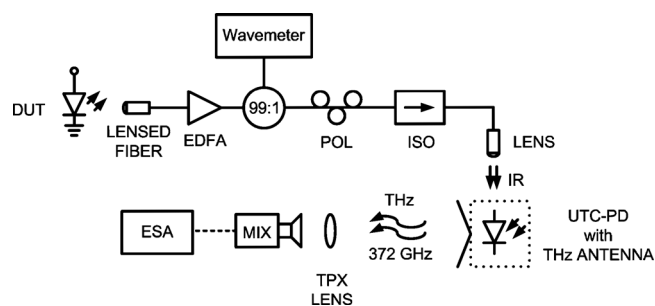 Wavemeter
DUT
LENSED
FIBER
EDFA
99:1
POL
ISO
LENS
IR
ESA
MIX
TPX
LENS
THz
372 GHz
UTC-PD
with
THz ANTENNA